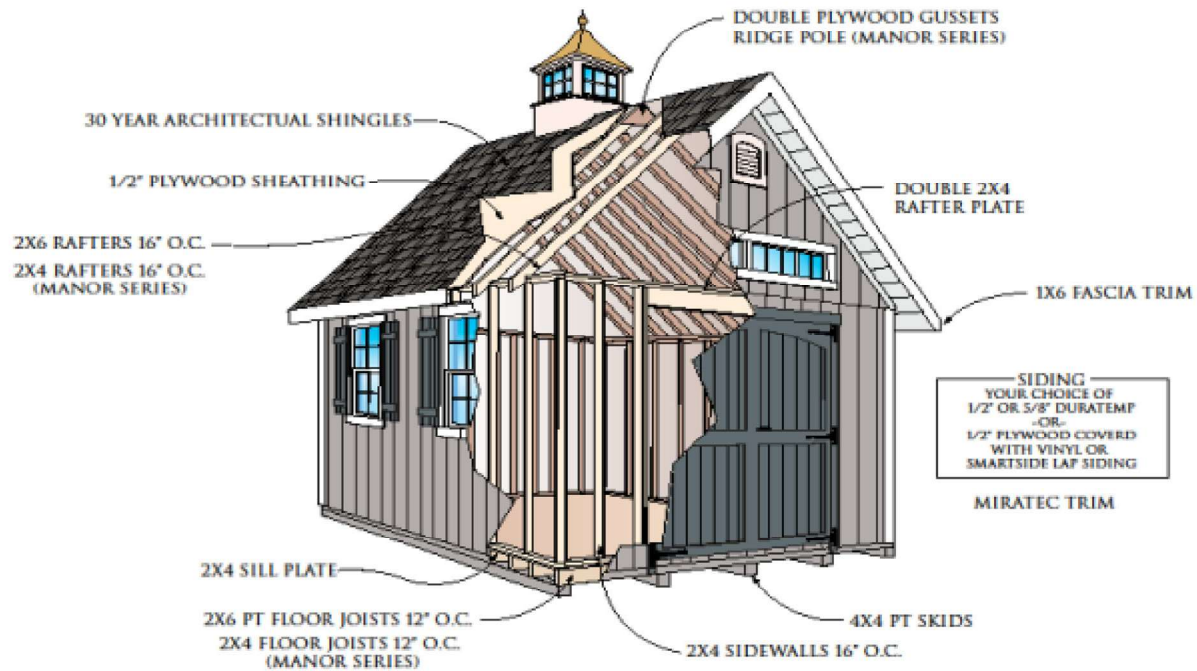 DOUBLE PLYWOOD GUSSETS
RIDGE POLE (MANOR SERIES)
30 YEAR ARCHITECTUAL SHINGLES
1/2" PLYWOOD SHEATHING
DOUBLE 2X4
RAFTER PLATE
2X6 RAFTERS 16" O.C.
2X4 RAFTERS 16" O.C.
(MANOR SERIES)
1X6 FASCIA TRIM
SIDING
YOUR CHOICE OF
1/2" OR 5/8" DURATEMP
-OR-
1/2" PLYWOOD COVERD
WITH VINYL OR
SMARTSIDE LAP SIDING
MIRATEC TRIM
2X4 SILL PLATE
2X6 PT FLOOR JOISTS 12" O.C.
2X4 FLOOR JOISTS 12" O.C.
(MANOR SERIES)
4X4 PT SKIDS
2X4 SIDEWALLS 16" O.C.